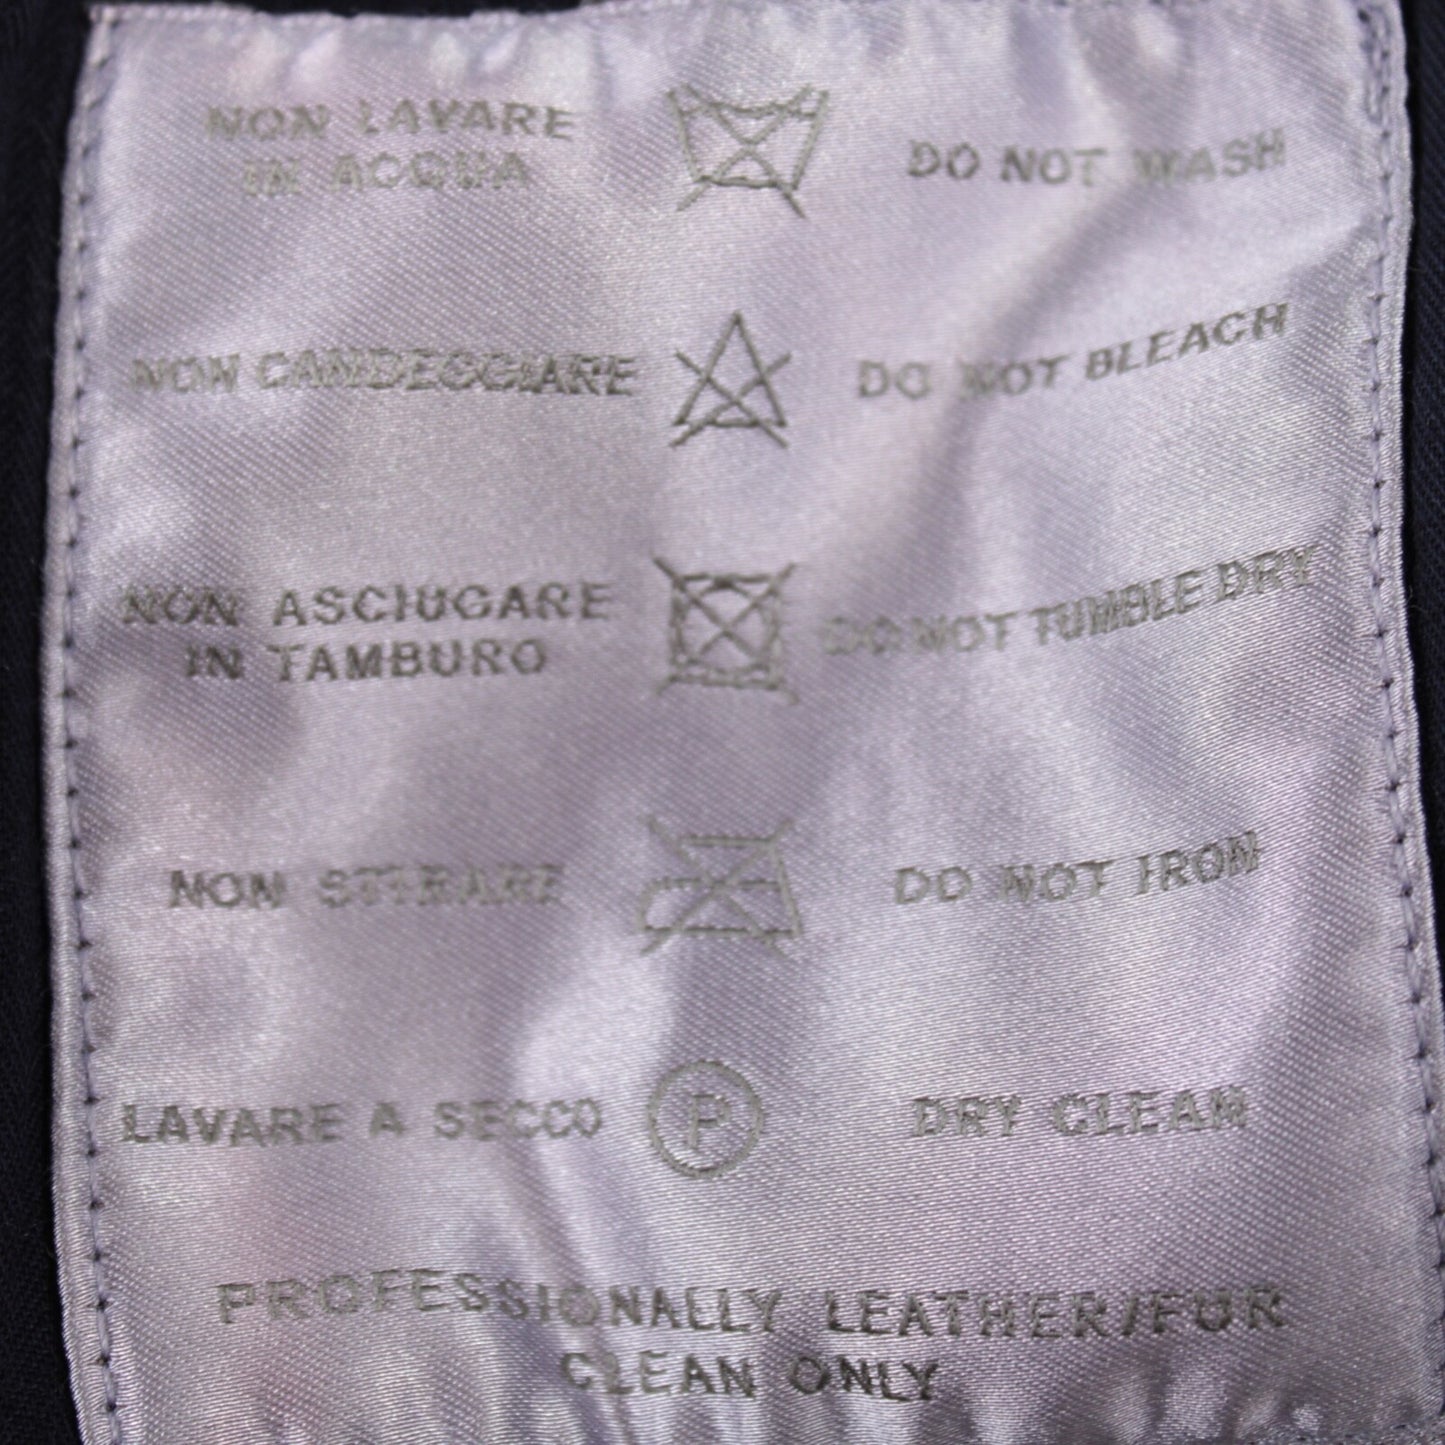 NON LAVARE
IN ACQUA
DO NOT WASH
NON CANDEGGIARE
DO NOT BLEACH
NON ASCIUGARE
IN TAMBURO
DO NOT TUMBLE DRY
NON STIRARE
DO NOT IRON
LAVARE A SECCO
P
DRY CLEAN
PROFESSIONALLY LEATHER/FUR
CLEAN ONLY